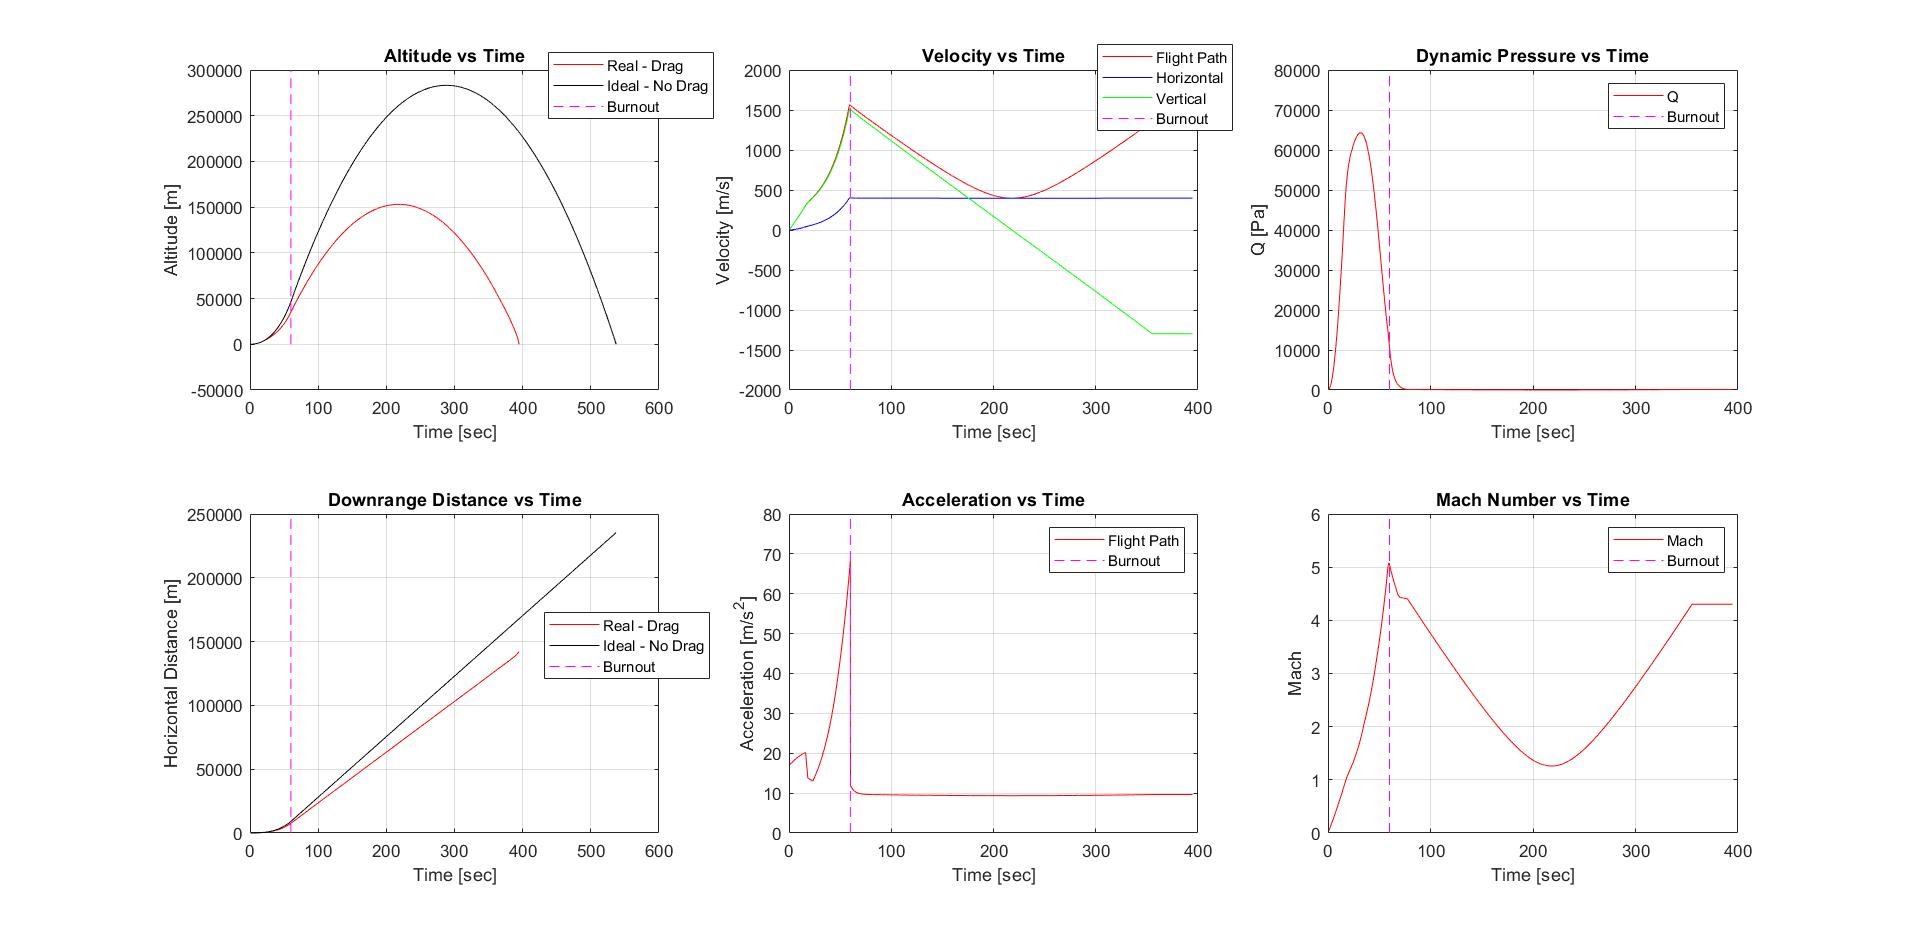 Altitude vs Time
300000
250000
200000
150000
100000
50000
0
-50000
Altitude [m]
0 100 200 300 400 500 600
Time [sec]
Real - Drag
Ideal - No Drag
Burnout
Velocity vs Time
2000
1500
1000
500
0
-500
-1000
-1500
-2000
Velocity [m/s]
0 100 200 300 400
Time [sec]
Flight Path
Horizontal
Vertical
Burnout
Dynamic Pressure vs Time
80000
70000
60000
50000
40000
30000
20000
10000
0
Q [Pa]
0 100 200 300 400
Time [sec]
Q
Burnout
Downrange Distance vs Time
250000
200000
150000
100000
50000
0
Horizontal Distance [m]
0 100 200 300 400 500 600
Time [sec]
Real - Drag
Ideal - No Drag
Burnout
Acceleration vs Time
80
70
60
50
40
30
20
10
0
Acceleration [m/s²]
0 100 200 300 400
Time [sec]
Flight Path
Burnout
Mach Number vs Time
6
5
4
3
2
1
0
Mach
0 100 200 300 400
Time [sec]
Mach
Burnout